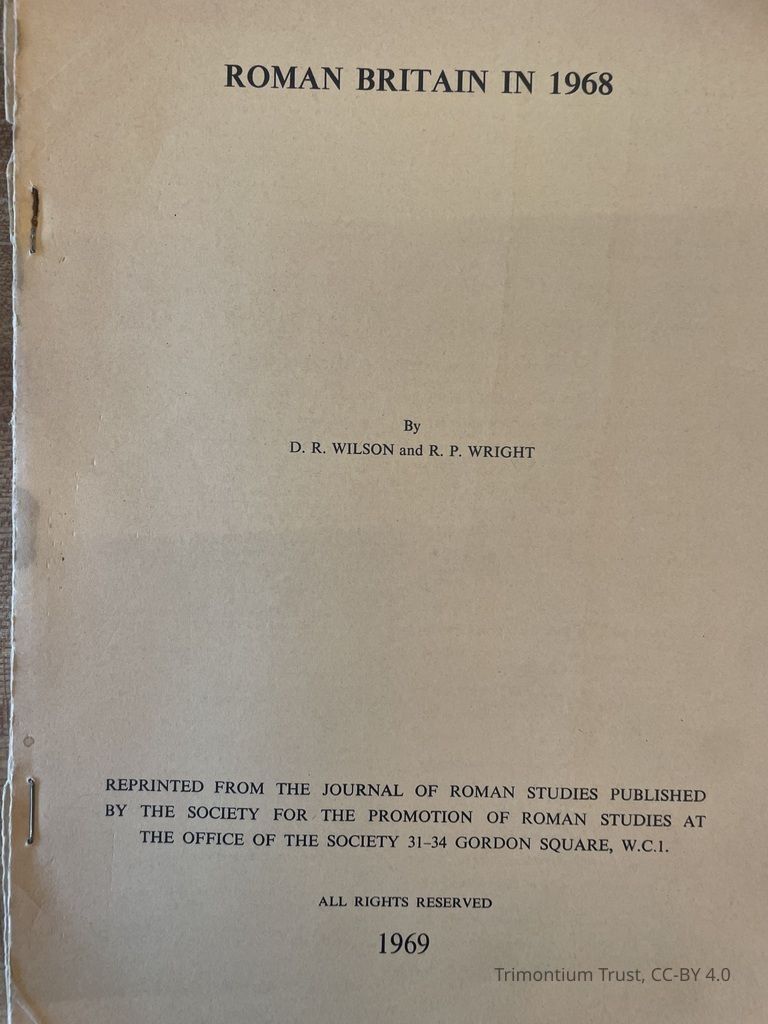 ROMAN BRITAIN IN 1968
By
D. R. WILSON and R. P. WRIGHT
REPRINTED FROM THE JOURNAL OF ROMAN STUDIES PUBLISHED
BY THE SOCIETY FOR THE PROMOTION OF ROMAN STUDIES AT
THE OFFICE OF THE SOCIETY 31–34 GORDON SQUARE, W.C.1.
ALL RIGHTS RESERVED
1969
Trimontium Trust, CC-BY 4.0